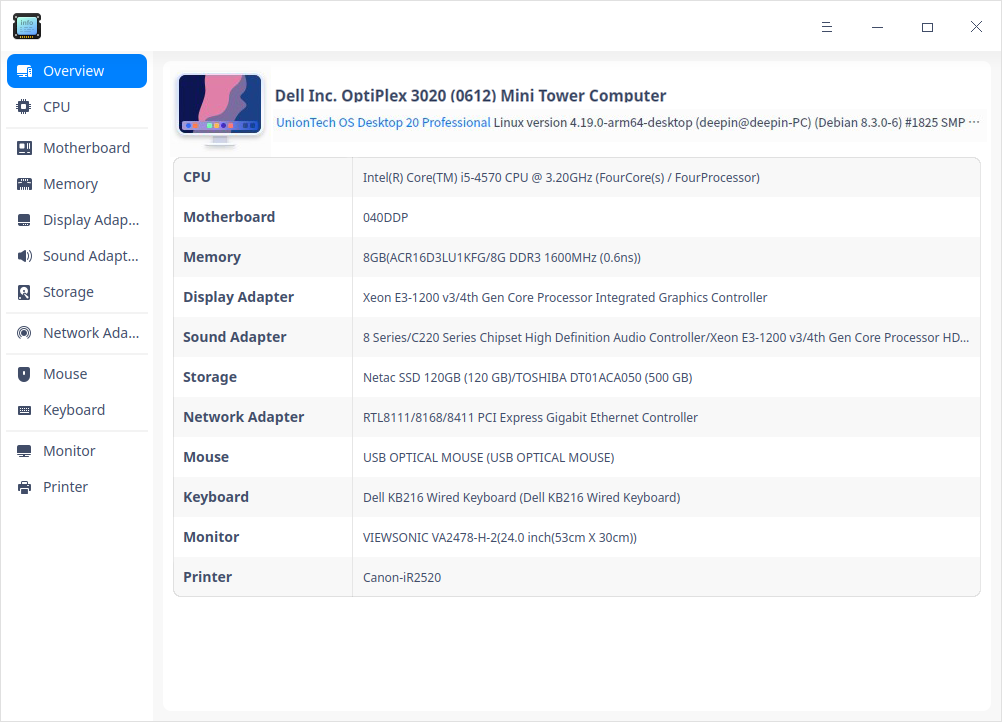 info
Overview
CPU
Motherboard
Memory
Display Adap...
Sound Adapt...
Storage
Network Ada...
Mouse
Keyboard
Monitor
Printer
Dell Inc. OptiPlex 3020 (0612) Mini Tower Computer
UnionTech OS Desktop 20 Professional Linux version 4.19.0-arm64-desktop (deepin@deepin-PC) (Debian 8.3.0-6) #1825 SMP ...
CPU Intel(R) Core(TM) i5-4570 CPU @ 3.20GHz (FourCore(s) / FourProcessor)
Motherboard 040DDP
Memory 8GB(ACR16D3LU1KFG/8G DDR3 1600MHz (0.6ns))
Display Adapter Xeon E3-1200 v3/4th Gen Core Processor Integrated Graphics Controller
Sound Adapter 8 Series/C220 Series Chipset High Definition Audio Controller/Xeon E3-1200 v3/4th Gen Core Processor HD...
Storage Netac SSD 120GB (120 GB)/TOSHIBA DT01ACA050 (500 GB)
Network Adapter RTL8111/8168/8411 PCI Express Gigabit Ethernet Controller
Mouse USB OPTICAL MOUSE (USB OPTICAL MOUSE)
Keyboard Dell KB216 Wired Keyboard (Dell KB216 Wired Keyboard)
Monitor VIEWSONIC VA2478-H-2(24.0 inch(53cm X 30cm))
Printer Canon-iR2520